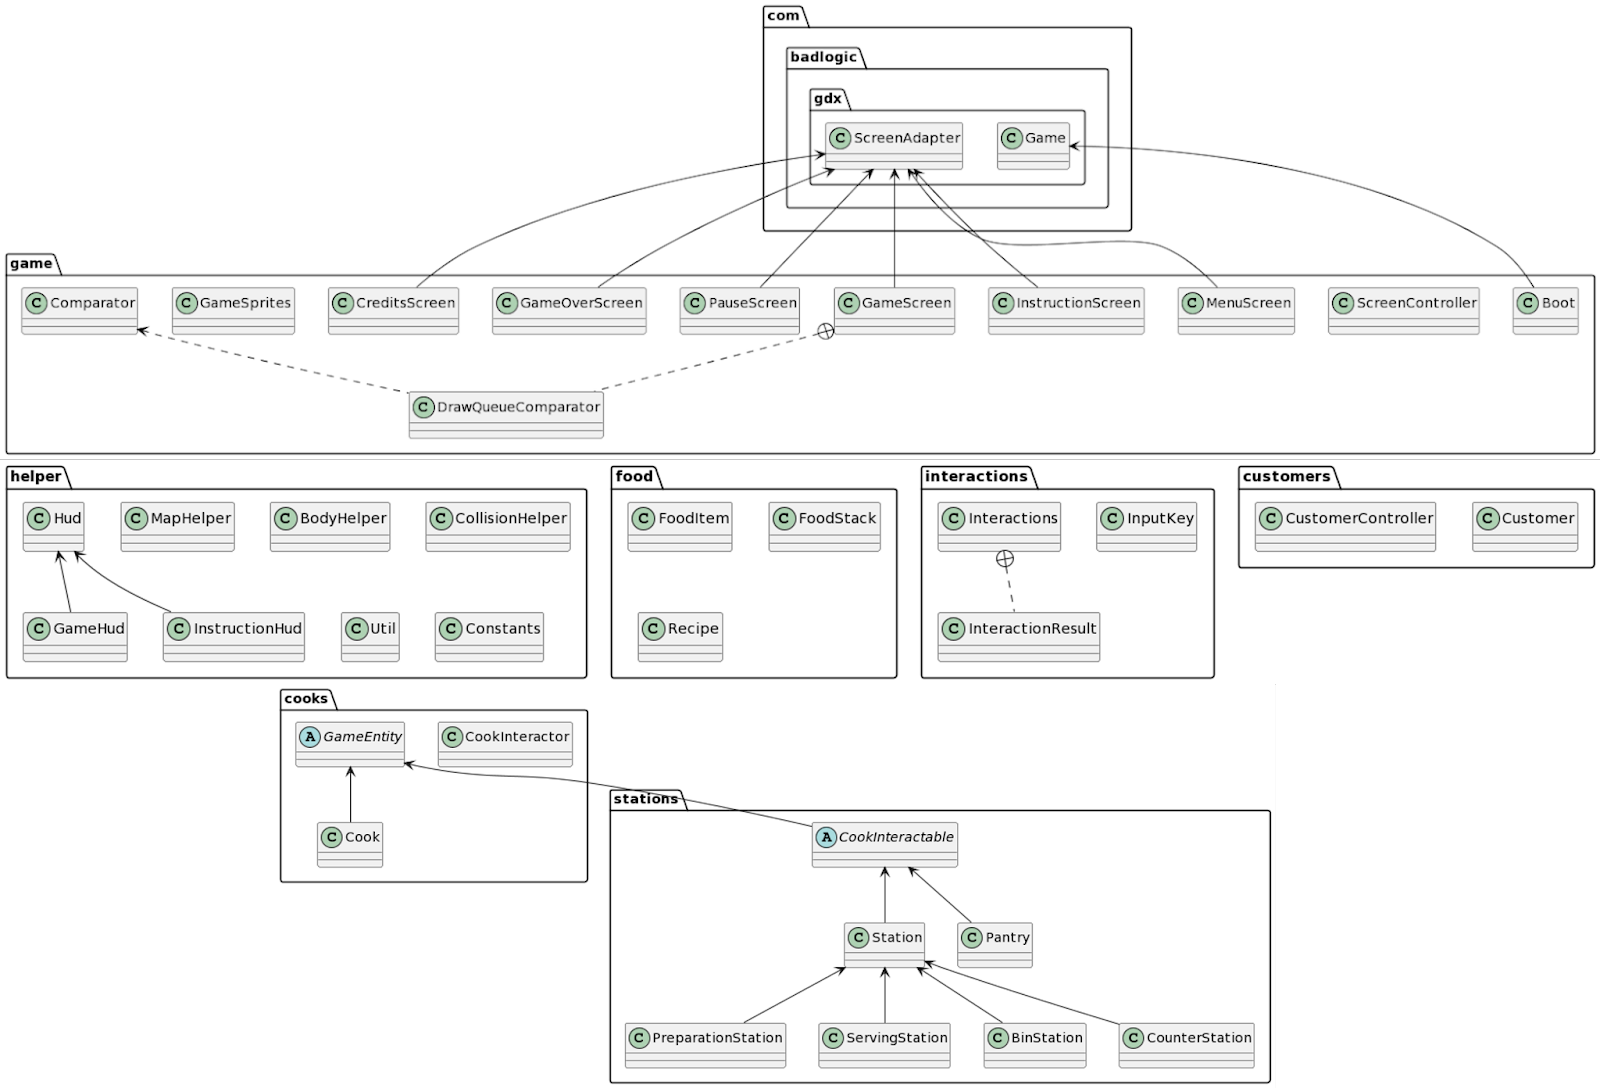 com
badlogic
gdx
C ScreenAdapter
C Game
game
C Comparator
C GameSprites
C CreditsScreen
C GameOverScreen
C PauseScreen
C GameScreen
C InstructionScreen
C MenuScreen
C ScreenController
C Boot
C DrawQueueComparator
helper
C Hud
C MapHelper
C BodyHelper
C CollisionHelper
C GameHud
C InstructionHud
C Util
C Constants
food
C FoodItem
C FoodStack
C Recipe
interactions
C Interactions
C InputKey
C InteractionResult
customers
C CustomerController
C Customer
cooks
A GameEntity
C CookInteractor
C Cook
stations
A CookInteractable
C Station
C Pantry
C PreparationStation
C ServingStation
C BinStation
C CounterStation